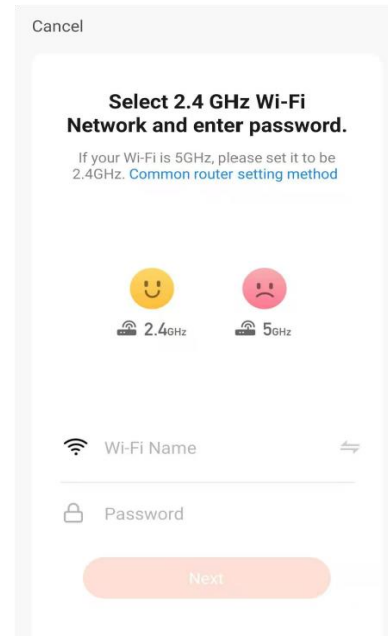 Cancel
Select 2.4 GHz Wi-Fi
Network and enter password.
If your Wi-Fi is 5GHz, please set it to be
2.4GHz. Common router setting method
2.4GHz
5GHz
Wi-Fi Name
Password
Next